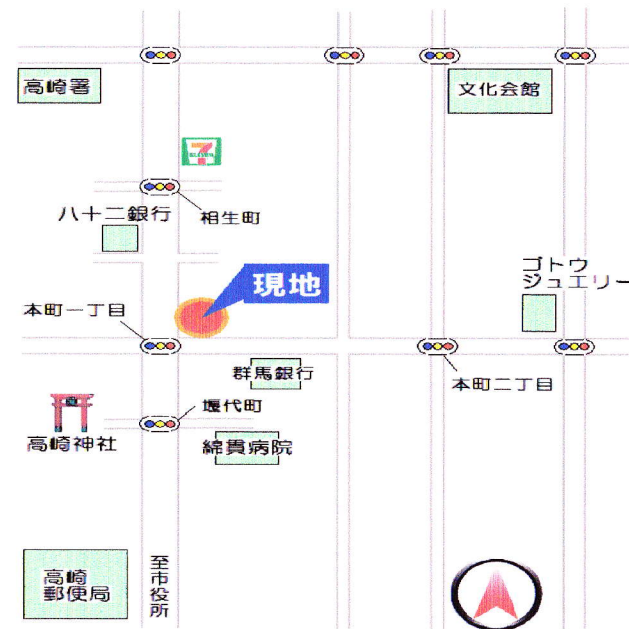 高崎署
文化会館
相生町
八十二銀行
現地
ゴトウ
ジュエリー
本町一丁目
群馬銀行
本町二丁目
堰代町
高崎神社
綿貫病院
高崎
郵便局
至市役所